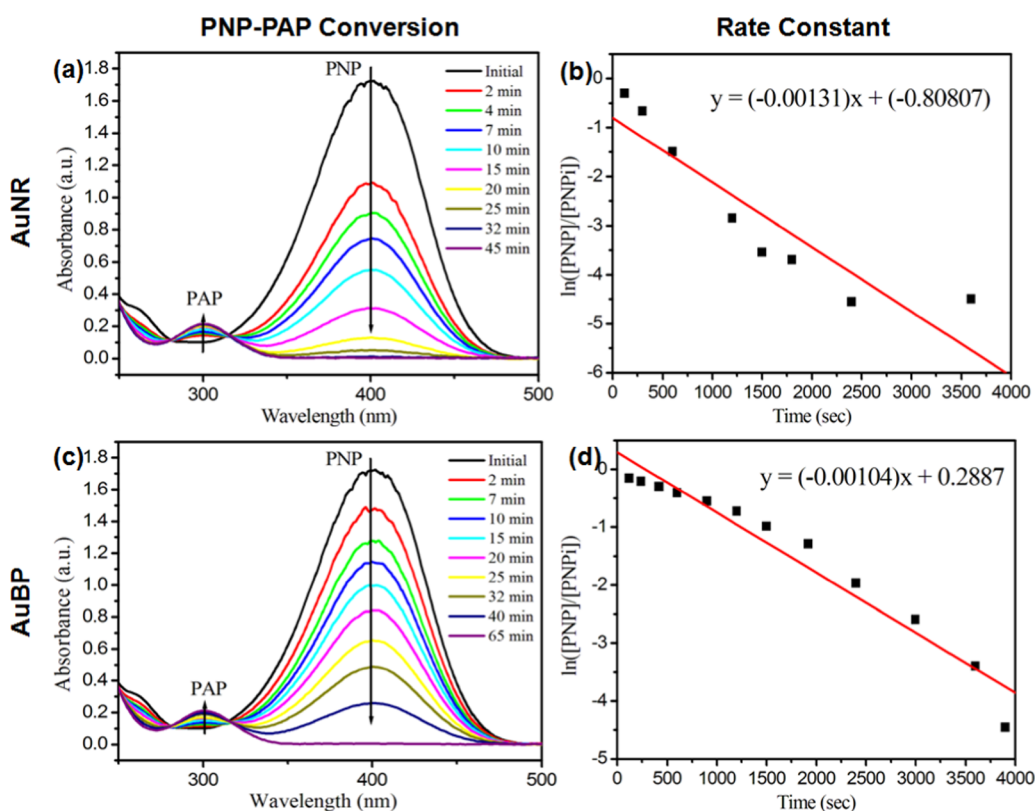 PNP-PAP Conversion
Rate Constant
AuNR
(a)
PNP
PAP
Initial
2 min
4 min
7 min
10 min
15 min
20 min
25 min
32 min
45 min
Absorbance (a.u.)
1.8
1.6
1.4
1.2
1.0
0.8
0.6
0.4
0.2
0.0
300
400
500
Wavelength (nm)
(b)
y = (-0.00131)x + (-0.80807)
ln([PNP]/[PNPi])
0
-1
-2
-3
-4
-5
-6
0
500
1000
1500
2000
2500
3000
3500
4000
Time (sec)
AuBP
(c)
PNP
PAP
Initial
2 min
7 min
10 min
15 min
20 min
25 min
32 min
40 min
65 min
Absorbance (a.u.)
1.8
1.6
1.4
1.2
1.0
0.8
0.6
0.4
0.2
0.0
300
400
500
Wavelength (nm)
(d)
y = (-0.00104)x + 0.2887
ln([PNP]/[PNPi])
0
-1
-2
-3
-4
-5
0
500
1000
1500
2000
2500
3000
3500
4000
Time (sec)